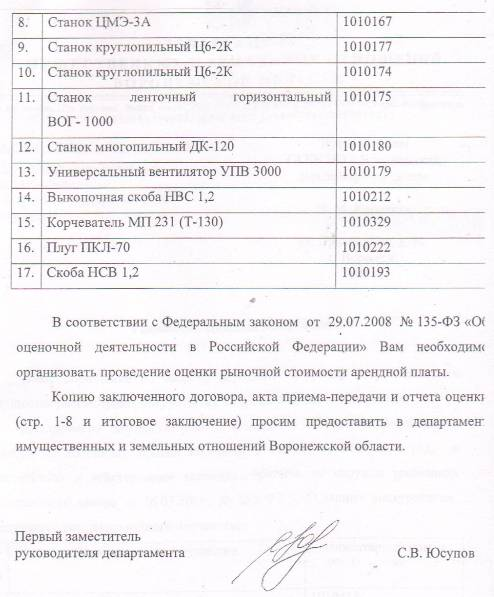 8. Станок ЦМЭ-3А 1010167
9. Станок круглопильный Ц6-2К 1010177
10. Станок круглопильный Ц6-2К 1010174
11. Станок ленточный горизонтальный 1010175
ВОГ- 1000
12. Станок многопильный ДК-120 1010180
13. Универсальный вентилятор УПВ 3000 1010179
14. Выкопочная скоба НВС 1,2 1010212
15. Корчеватель МП 231 (Т-130) 1010329
16. Плуг ПКЛ-70 1010222
17. Скоба НСВ 1,2 1010193
В соответствии с Федеральным законом от 29.07.2008 № 135-ФЗ «Об
оценочной деятельности в Российской Федерации» Вам необходимо
организовать проведение оценки рыночной стоимости арендной платы.
Копию заключенного договора, акта приема-передачи и отчета оценки
(стр. 1-8 и итоговое заключение) просим предоставить в департамент
имущественных и земельных отношений Воронежской области.
Первый заместитель
руководителя департамента С.В. Юсупов